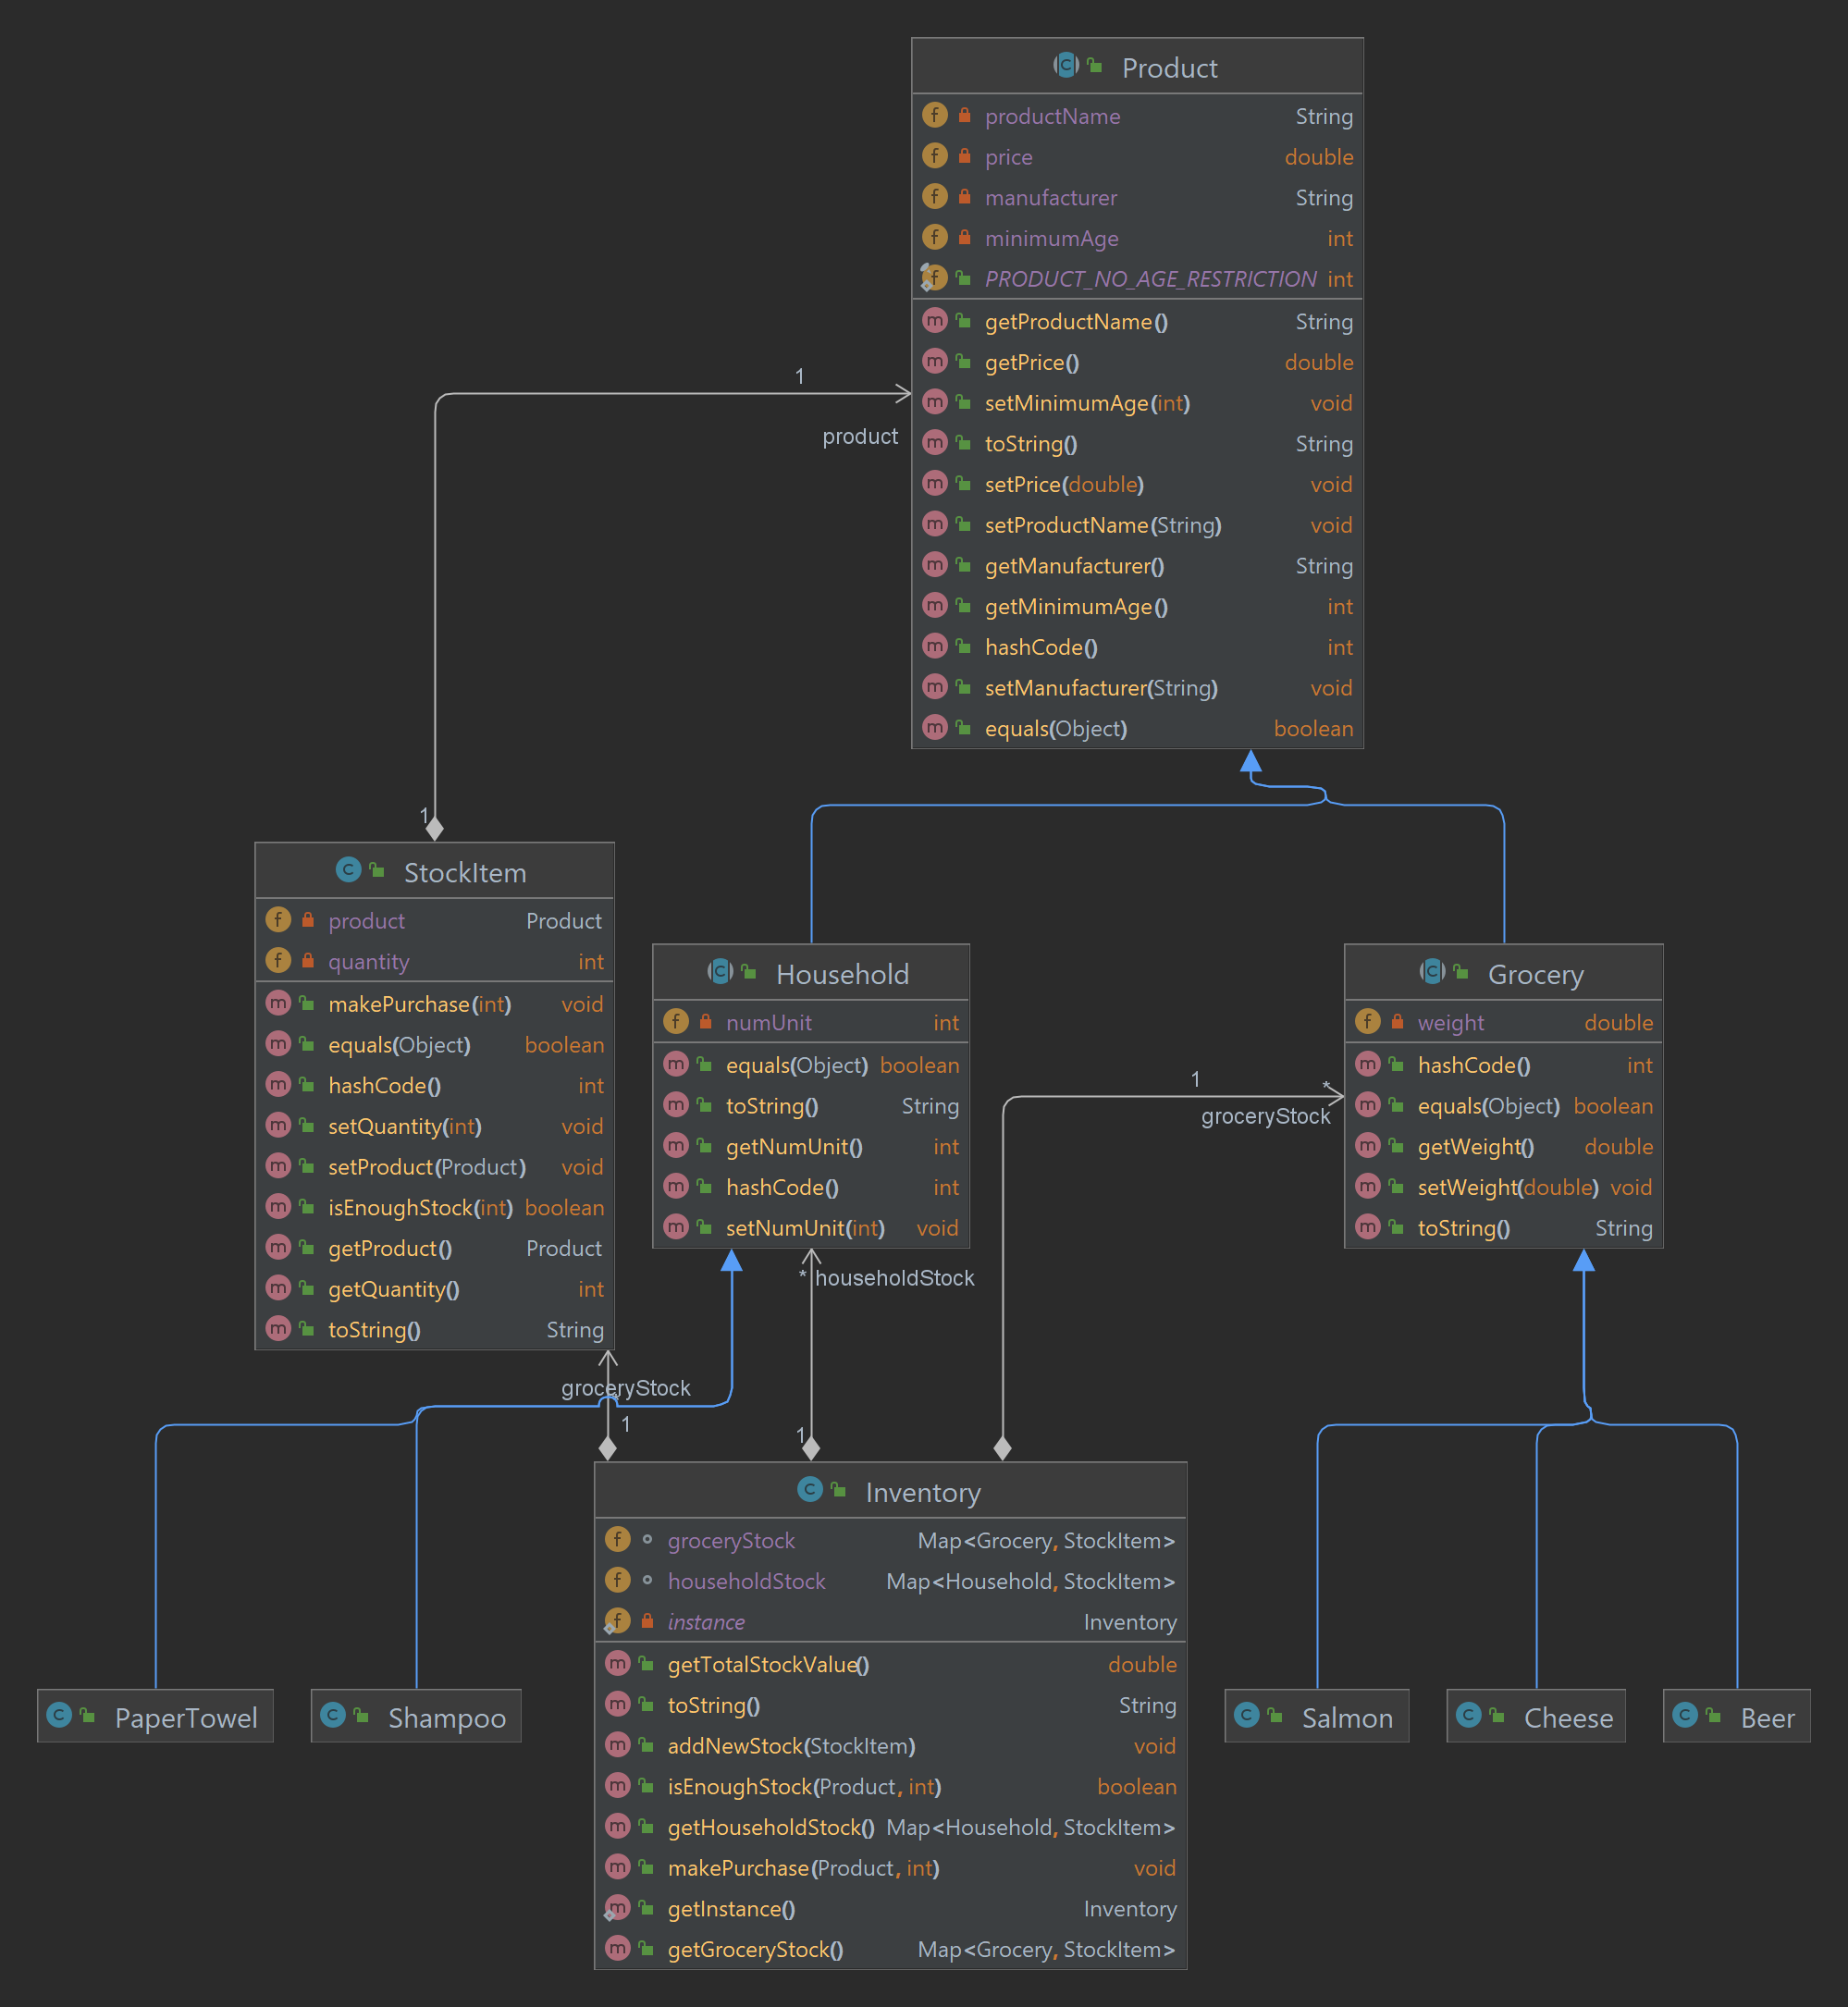 Product
productName String
price double
manufacturer String
minimumAge int
PRODUCT_NO_AGE_RESTRICTION int
getProductName() String
getPrice() double
setMinimumAge(int) void
toString() String
setPrice(double) void
setProductName(String) void
getManufacturer() String
getMinimumAge() int
hashCode() int
setManufacturer(String) void
equals(Object) boolean
1
product
1
StockItem
product Product
quantity int
makePurchase(int) void
equals(Object) boolean
hashCode() int
setQuantity(int) void
setProduct(Product) void
isEnoughStock(int) boolean
getProduct() Product
getQuantity() int
toString() String
Household
numUnit int
equals(Object) boolean
toString() String
getNumUnit() int
hashCode() int
setNumUnit(int) void
Grocery
weight double
hashCode() int
equals(Object) boolean
getWeight() double
setWeight(double) void
toString() String
1 *
groceryStock
* householdStock
groceryStock
1
1
Inventory
groceryStock Map<Grocery, StockItem>
householdStock Map<Household, StockItem>
instance Inventory
getTotalStockValue() double
toString() String
addNewStock(StockItem) void
isEnoughStock(Product, int) boolean
getHouseholdStock() Map<Household, StockItem>
makePurchase(Product, int) void
getInstance() Inventory
getGroceryStock() Map<Grocery, StockItem>
PaperTowel
Shampoo
Salmon
Cheese
Beer